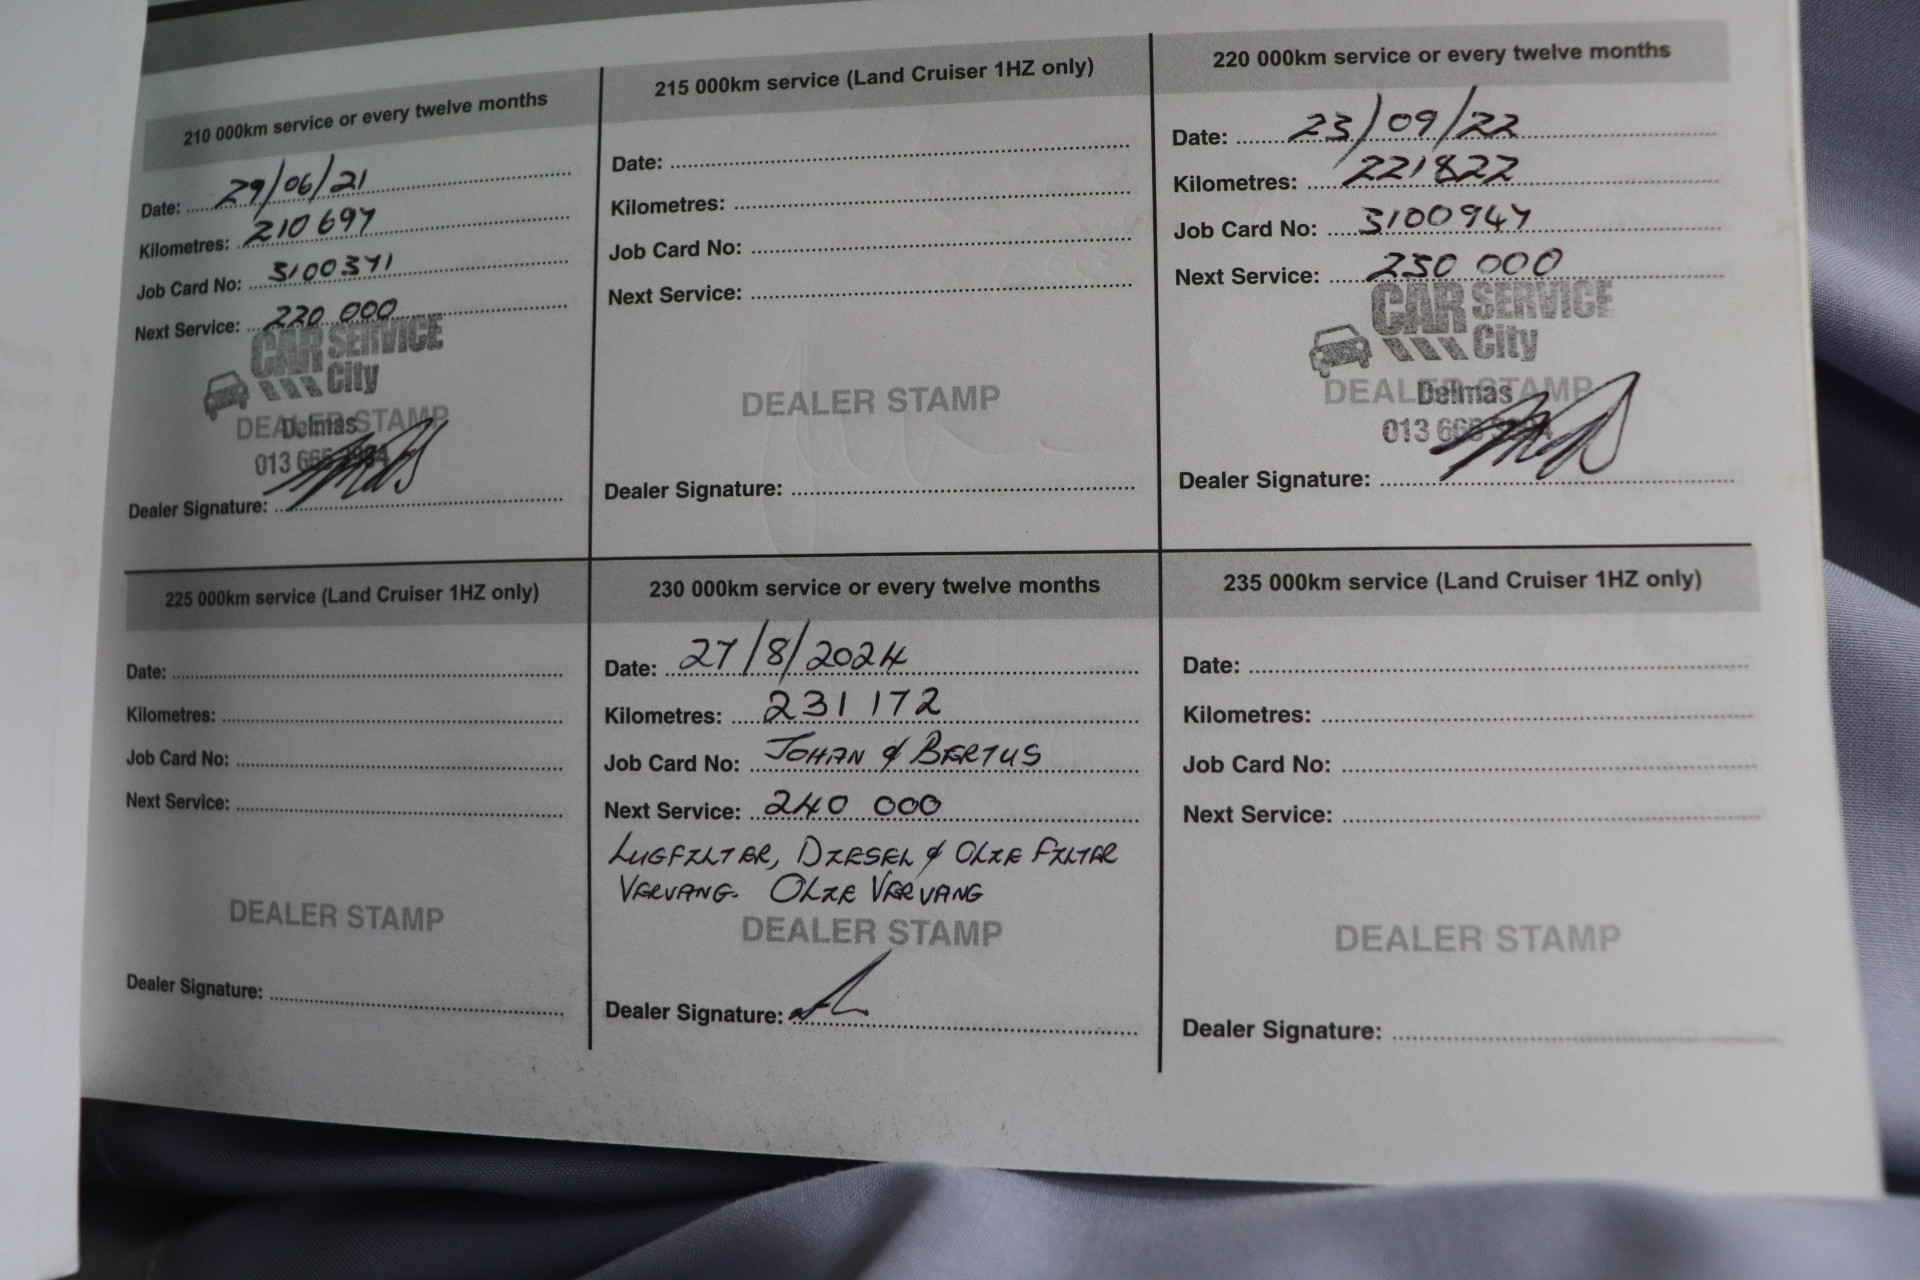 210 000km service or every twelve months
Date: 29/06/21
Kilometres: 210 697
Job Card No: 3100371
Next Service: 220 000
CAR SERVICE
City
DEALER STAMP
Delmas
013 665
Dealer Signature:
215 000km service (Land Cruiser 1HZ only)
Date:
Kilometres:
Job Card No:
Next Service:
DEALER STAMP
Dealer Signature:
220 000km service or every twelve months
Date: 23/09/22
Kilometres: 221822
Job Card No: 3100947
Next Service: 230 000
CAR SERVICE
City
DEALER STAMP
Delmas
013 665
Dealer Signature:
225 000km service (Land Cruiser 1HZ only)
Date:
Kilometres:
Job Card No:
Next Service:
DEALER STAMP
Dealer Signature:
230 000km service or every twelve months
Date: 27/8/2024
Kilometres: 231 172
Job Card No: JOHAN & BERTUS
Next Service: 240 000
LUGFILTER, DIESEL & OLIE FILTER
VERVANG. OLIE VERVANG
DEALER STAMP
Dealer Signature:
235 000km service (Land Cruiser 1HZ only)
Date:
Kilometres:
Job Card No:
Next Service:
DEALER STAMP
Dealer Signature: